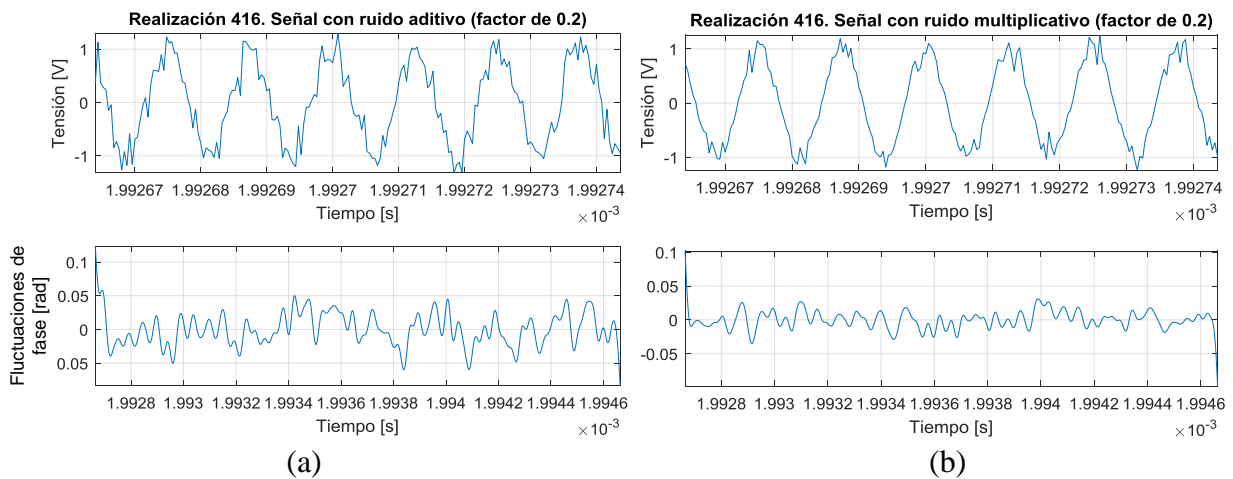 Realización 416. Señal con ruido aditivo (factor de 0.2)
1
0
-1
Tensión [V]
1.99267 1.99268 1.99269 1.9927 1.99271 1.99272 1.99273 1.99274
Tiempo [s]
×10-3
0.1
0.05
0
0.05
Fluctuaciones de
fase [rad]
1.9928 1.993 1.9932 1.9934 1.9936 1.9938 1.994 1.9942 1.9944 1.9946
Tiempo [s]
×10-3
(a)
Realización 416. Señal con ruido multiplicativo (factor de 0.2)
1
0
-1
Tensión [V]
1.99267 1.99268 1.99269 1.9927 1.99271 1.99272 1.99273 1.99274
Tiempo [s]
×10-3
0.1
0.05
0
-0.05
1.9928 1.993 1.9932 1.9934 1.9936 1.9938 1.994 1.9942 1.9944 1.9946
Tiempo [s]
×10-3
(b)